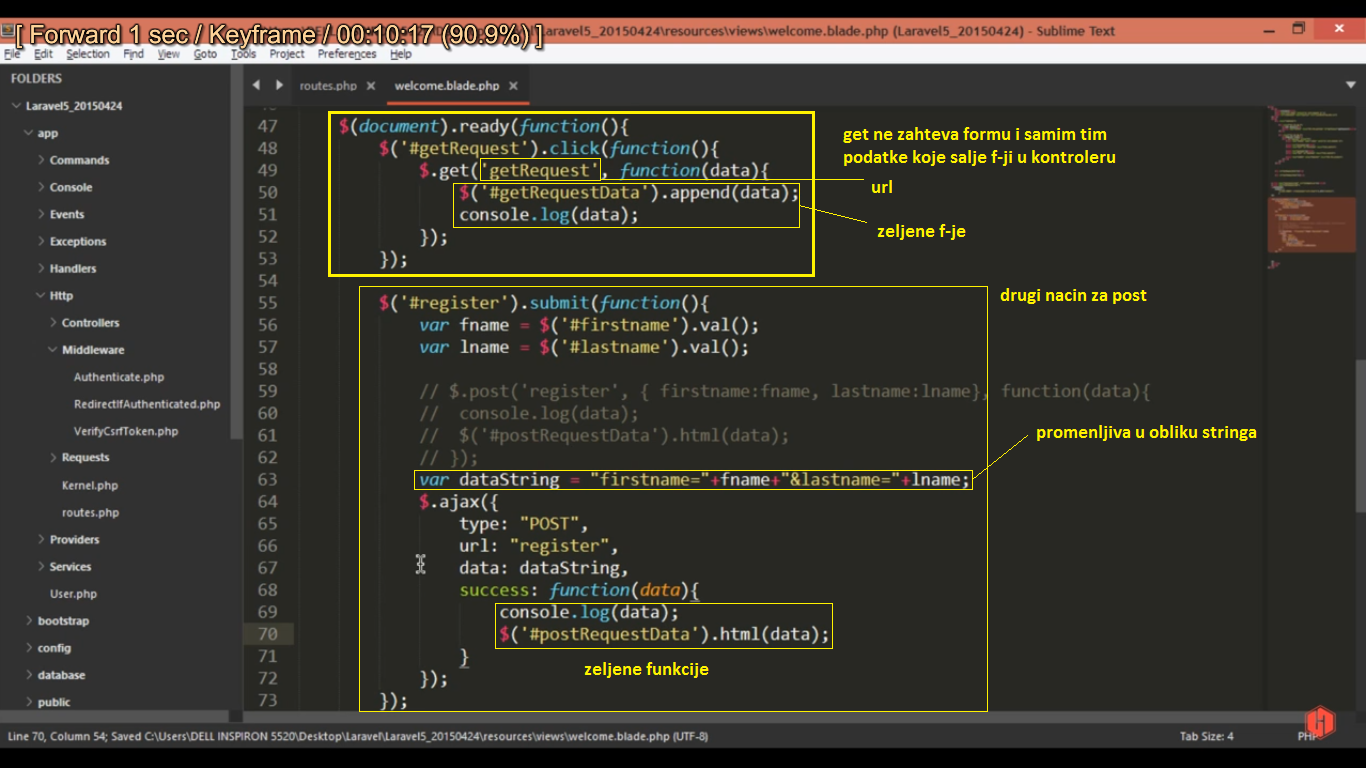 [ Forward 1 sec / Keyframe / 00:10:17 (90.9%) ]
aravel5_20150424\resources\views\welcome.blade.php (Laravel5_20150424) - Sublime Text
File Edit Selection Find View Goto Tools Project Preferences Help
FOLDERS
Laravel5_20150424
app
Commands
Console
Events
Exceptions
Handlers
Http
Controllers
Middleware
Authenticate.php
RedirectIfAuthenticated.php
VerifyCsrfToken.php
Requests
Kernel.php
routes.php
Providers
Services
User.php
bootstrap
config
database
public
routes.php
welcome.blade.php
47 $(document).ready(function(){
48 $('#getRequest').click(function(){
49 $.get('getRequest', function(data){
50 $('#getRequestData').append(data);
51 console.log(data);
52 });
53 });
54
55 $('#register').submit(function(){
56 var fname = $('#firstname').val();
57 var lname = $('#lastname').val();
58
59 // $.post('register', { firstname:fname, lastname:lname}, function(data){
60 // console.log(data);
61 // $('#postRequestData').html(data);
62 // });
63 var dataString = "firstname="+fname+"&lastname="+lname;
64 $.ajax({
65 type: "POST",
66 url: "register",
67 data: dataString,
68 success: function(data){
69 console.log(data);
70 $('#postRequestData').html(data);
71 }
72 });
73 });
get ne zahteva formu i samim tim
podatke koje salje f-ji u kontroleru
url
zeljene f-je
drugi nacin za post
promenljiva u obliku stringa
zeljene funkcije
Line 70, Column 54; Saved C:\Users\DELL INSPIRON 5520\Desktop\Laravel\Laravel5_20150424\resources\views\welcome.blade.php (UTF-8)
Tab Size: 4
PHP